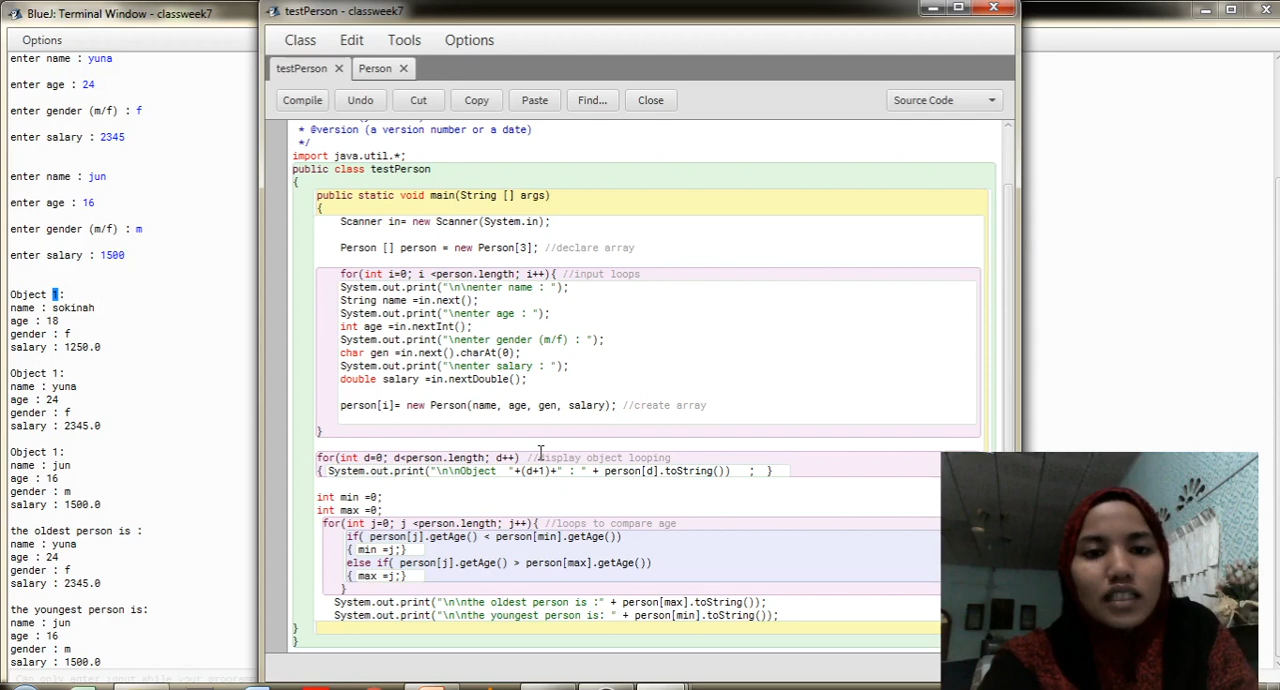 BlueJ: Terminal Window - classweek7
Options
enter name : yuna
enter age : 24
enter gender (m/f) : f
enter salary : 2345
enter name : jun
enter age : 16
enter gender (m/f) : m
enter salary : 1500
Object 1:
name : sokinah
age : 18
gender : f
salary : 1250.0
Object 1:
name : yuna
age : 24
gender : f
salary : 2345.0
Object 1:
name : jun
age : 16
gender : m
salary : 1500.0
the oldest person is :
name : yuna
age : 24
gender : f
salary : 2345.0
the youngest person is:
name : jun
age : 16
gender : m
salary : 1500.0
Can only enter input while your programm
testPerson - classweek7
Class Edit Tools Options
testPerson Person
Compile Undo Cut Copy Paste Find... Close Source Code
* @version (a version number or a date)
*/
import java.util.*;
public class testPerson
{
public static void main(String [] args)
{
Scanner in= new Scanner(System.in);
Person [] person = new Person[3]; //declare array
for(int i=0; i <person.length; i++){ //input loops
System.out.print("\n\nenter name : ");
String name =in.next();
System.out.print("\nenter age : ");
int age =in.nextInt();
System.out.print("\nenter gender (m/f) : ");
char gen =in.next().charAt(0);
System.out.print("\nenter salary : ");
double salary =in.nextDouble();
person[i]= new Person(name, age, gen, salary); //create array
}
for(int d=0; d<person.length; d++) //display object looping
{ System.out.print("\n\nObject "+(d+1)+" : " + person[d].toString()) ; }
int min =0;
int max =0;
for(int j=0; j <person.length; j++){ //loops to compare age
if( person[j].getAge() < person[min].getAge())
{ min =j;}
else if( person[j].getAge() > person[max].getAge())
{ max =j;}
}
System.out.print("\n\nthe oldest person is :" + person[max].toString());
System.out.print("\n\nthe youngest person is: " + person[min].toString());
}
}